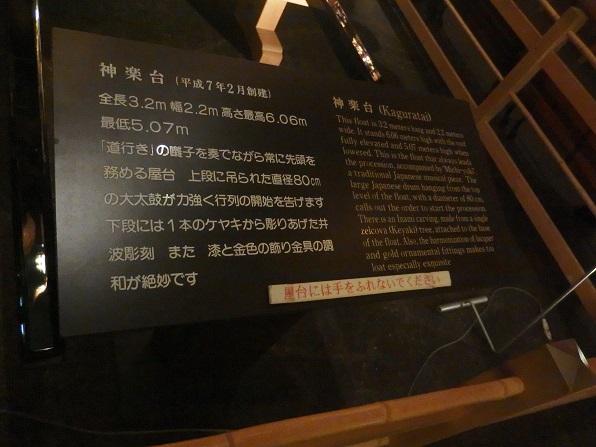 神楽台 (平成7年2月創建)
全長3.2m 幅2.2m 高さ最高6.06m
最低5.07m
「道行き」の囃子を奏でながら常に先頭を
務める屋台 上段に吊られた直径80cm
の大太鼓が力強く行列の開始を告げます
下段には1本のケヤキから彫りあげた井
波彫刻 また 漆と金色の飾り金具の調
和が絶妙です
神楽台 (Kaguratai)
This float is 3.2 meters long and 2.2 meters
wide. It stands 6.06 meters high with the roof
fully elevated and 5.07 meters high when
lowered. This is the float that always leads
the procession, accompanied by "Michi-yuki"
a traditional Japanese musical piece. The
large Japanese drum hanging from the top
level of the float, with a diameter of 80 cm,
calls out the order to start the procession.
There is an Inami carving, made from a single
zelcova (Keyaki) tree, attached to the base
of the float. Also, the harmonization of lacquer
and gold ornamental fittings makes this
float especially exquisite.
屋台には手をふれないでください